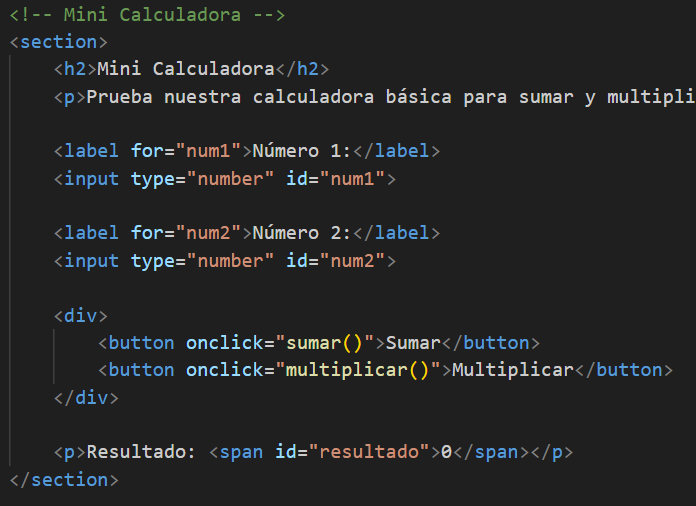 <!-- Mini Calculadora -->
<section>
<h2>Mini Calculadora</h2>
<p>Prueba nuestra calculadora básica para sumar y
<label for="num1">Número 1:</label>
<input type="number" id="num1">
<label for="num2">Número 2:</label>
<input type="number" id="num2">
<div>
<button onclick="sumar()">Sumar</button>
<button onclick="multiplicar()">Multiplicar</button>
</div>
<p>Resultado: <span id="resultado">0</span></p>
</section>